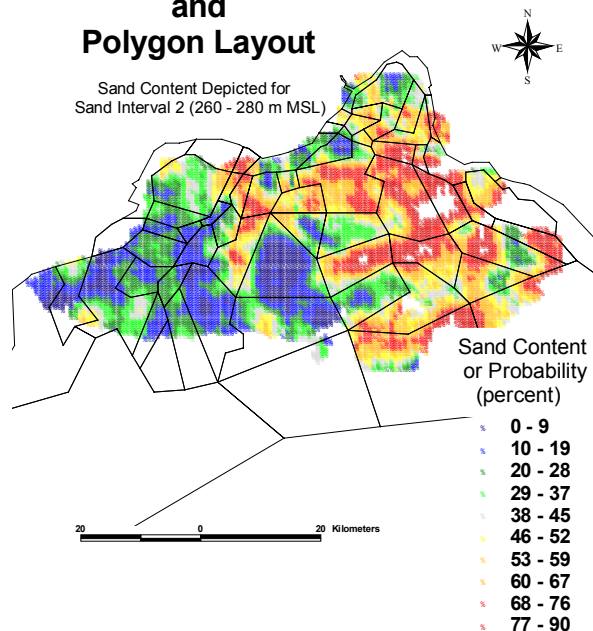 and
Polygon Layout
Sand Content Depicted for
Sand Interval 2 (260 - 280 m MSL)
N
W E
S
Sand Content
or Probability
(percent)
% 0 - 9
% 10 - 19
% 20 - 28
% 29 - 37
% 38 - 45
% 46 - 52
% 53 - 59
% 60 - 67
% 68 - 76
% 77 - 90
20 0 20 Kilometers